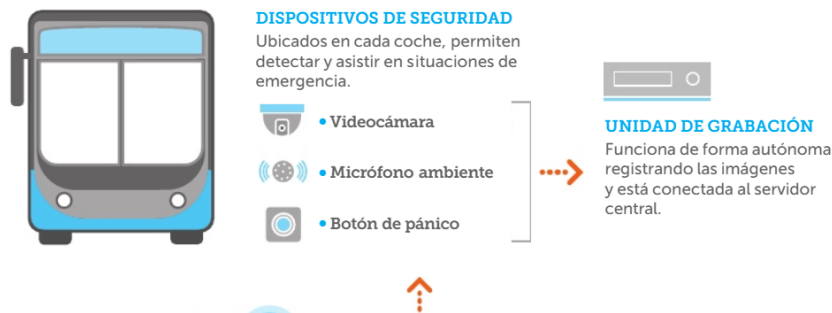 DISPOSITIVOS DE SEGURIDAD
Ubicados en cada coche, permiten
detectar y asistir en situaciones de
emergencia.
• Videocámara
• Micrófono ambiente
• Botón de pánico
UNIDAD DE GRABACIÓN
Funciona de forma autónoma
registrando las imágenes
y está conectada al servidor
central.